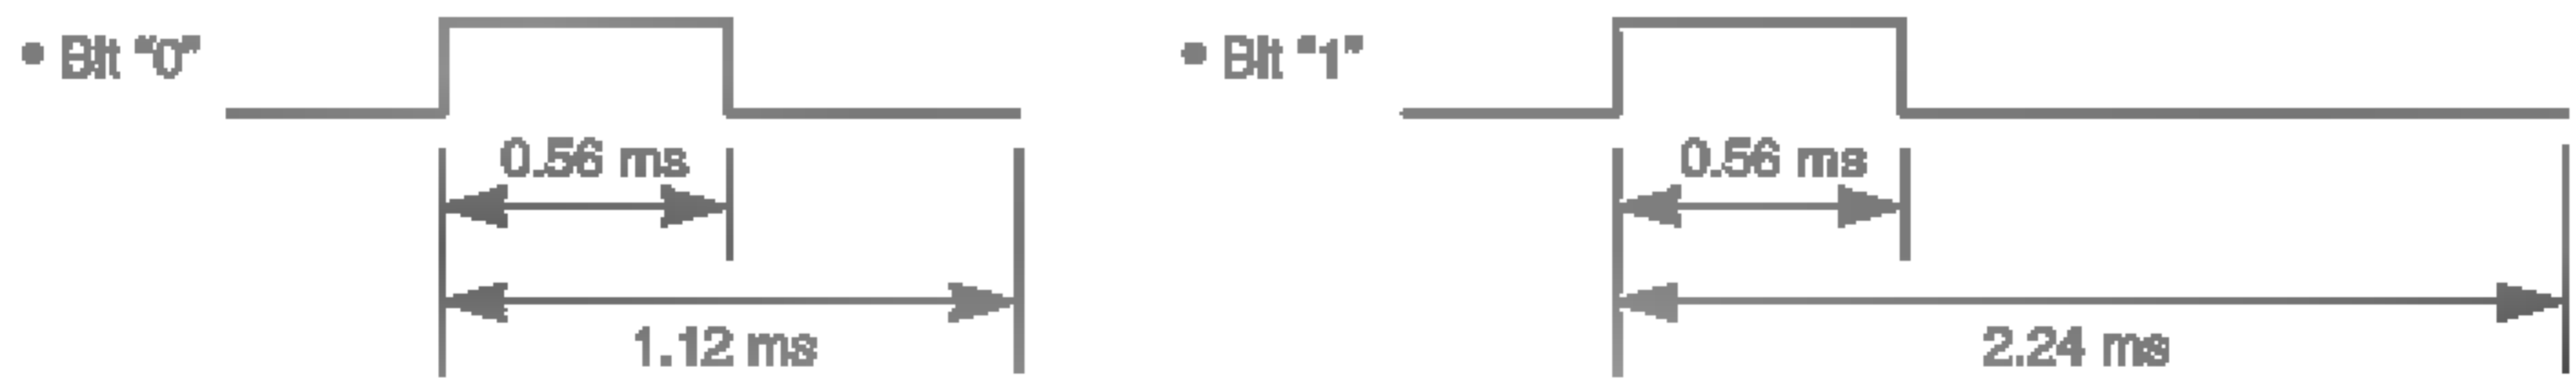 • Bit “0”
0.56 ms
1.12 ms
• Bit “1”
0.56 ms
2.24 ms